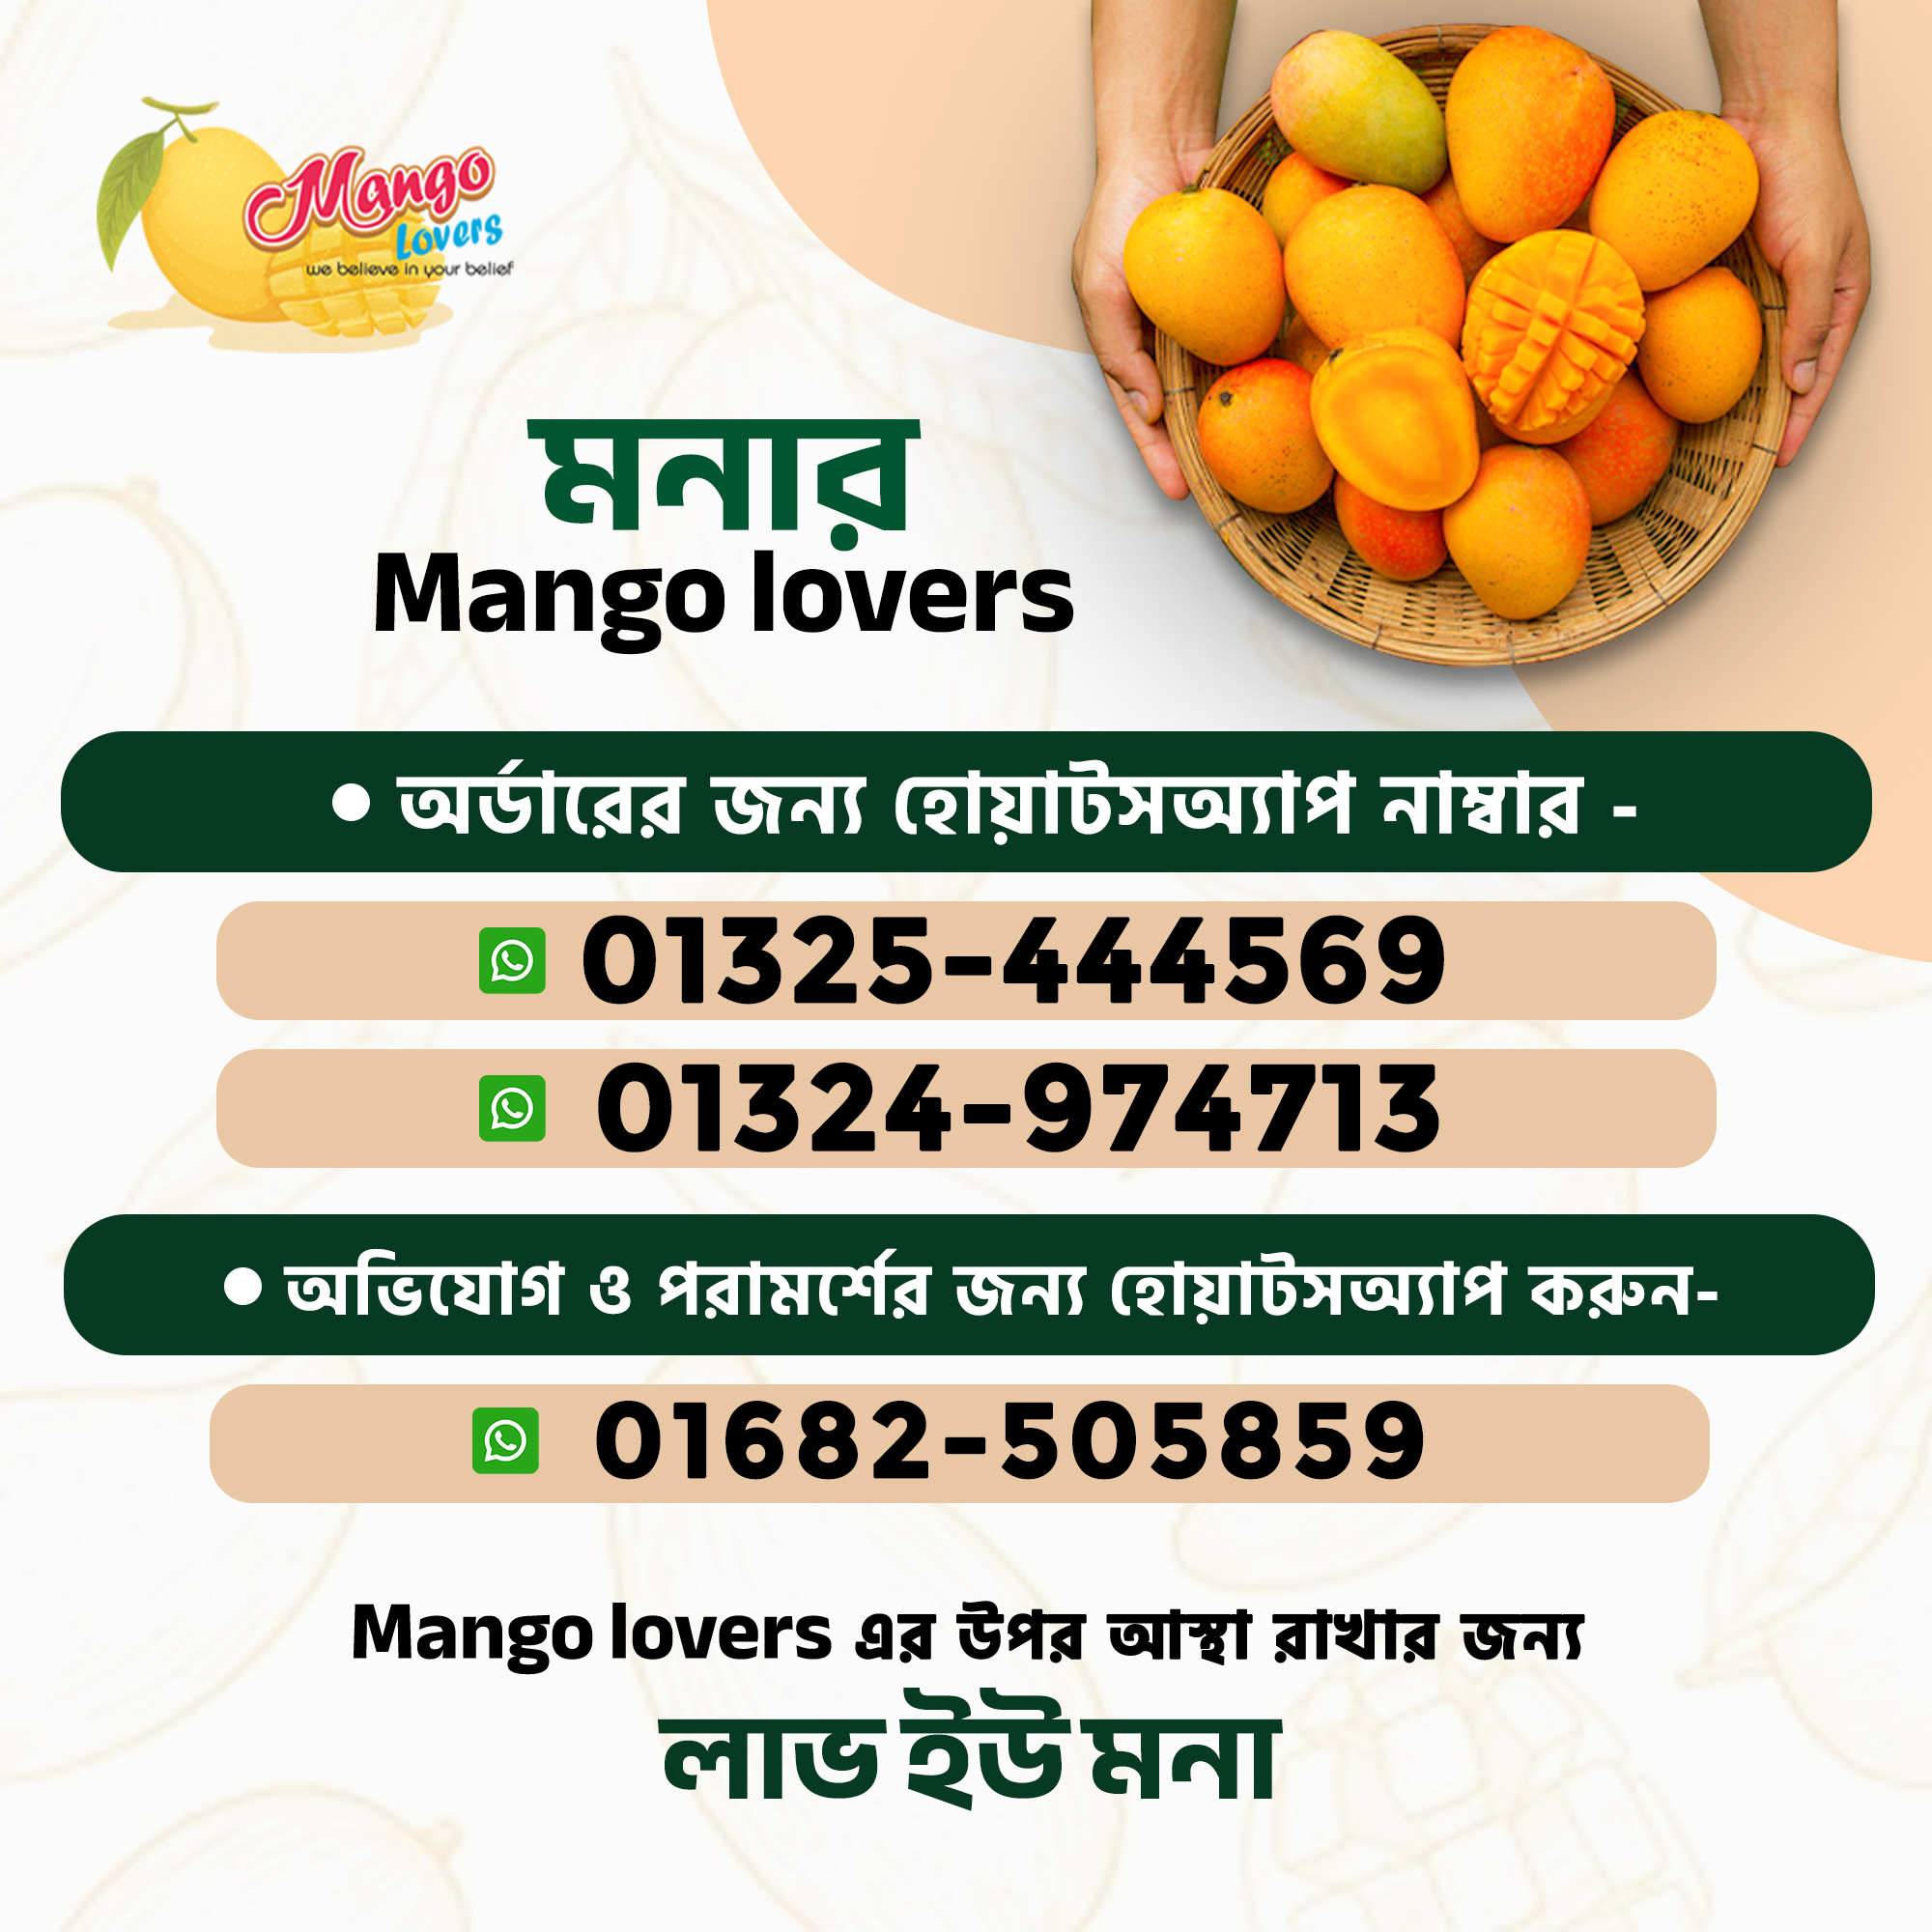 Mango
Lovers
we believe in your belief
মনার
Mango lovers
• অর্ডারের জন্য হোয়াটসঅ্যাপ নাম্বার -
01325-444569
01324-974713
• অভিযোগ ও পরামর্শের জন্য হোয়াটসঅ্যাপ করুন-
01682-505859
Mango lovers এর উপর আস্থা রাখার জন্য
লাভ ইউ মনা